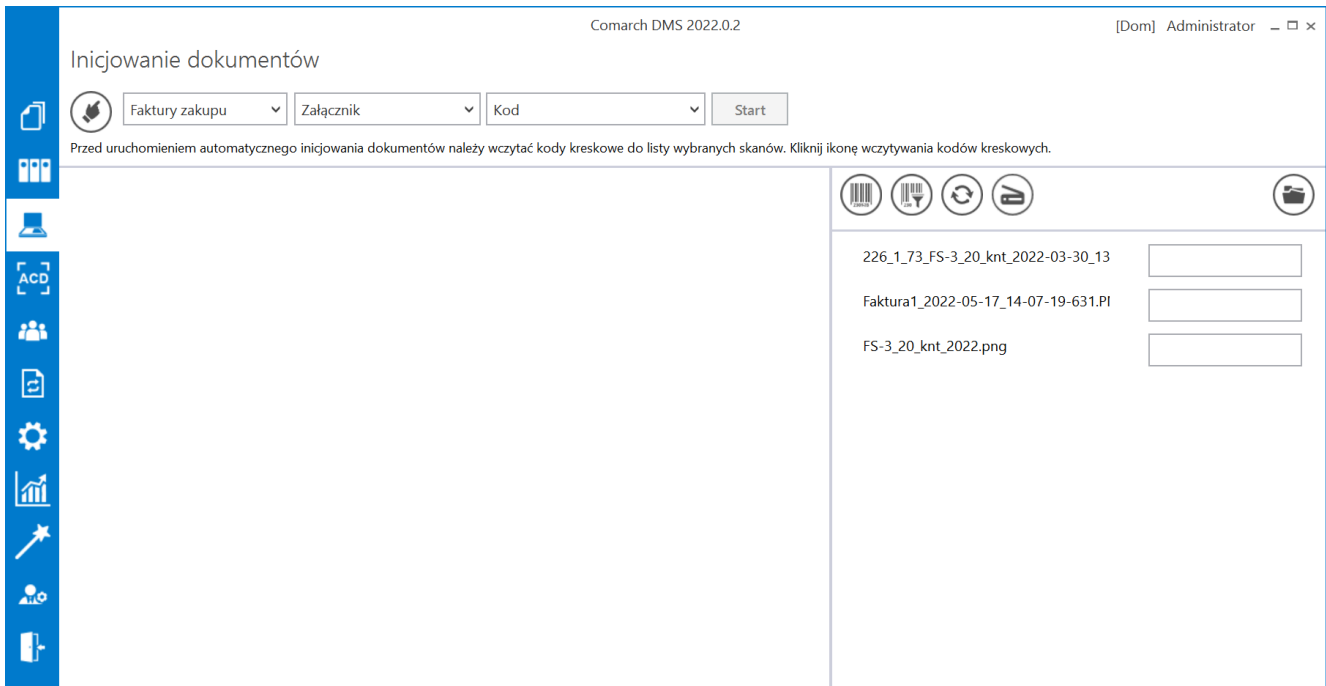 Comarch DMS 2022.0.2
[Dom] Administrator
Inicjowanie dokumentów
Faktury zakupu Załącznik Kod Start
Przed uruchomieniem automatycznego inicjowania dokumentów należy wczytać kody kreskowe do listy wybranych skanów. Kliknij ikonę wczytywania kodów kreskowych.
ACD
226_1_73_FS-3_20_knt_2022-03-30_13
Faktura1_2022-05-17_14-07-19-631.PI
FS-3_20_knt_2022.png